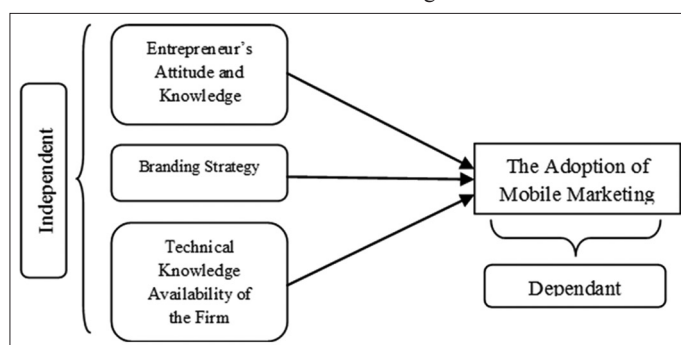 Independent
Entrepreneur's
Attitude and
Knowledge
Branding Strategy
Technical
Knowledge
Availability of
the Firm
The Adoption of
Mobile Marketing
Dependant